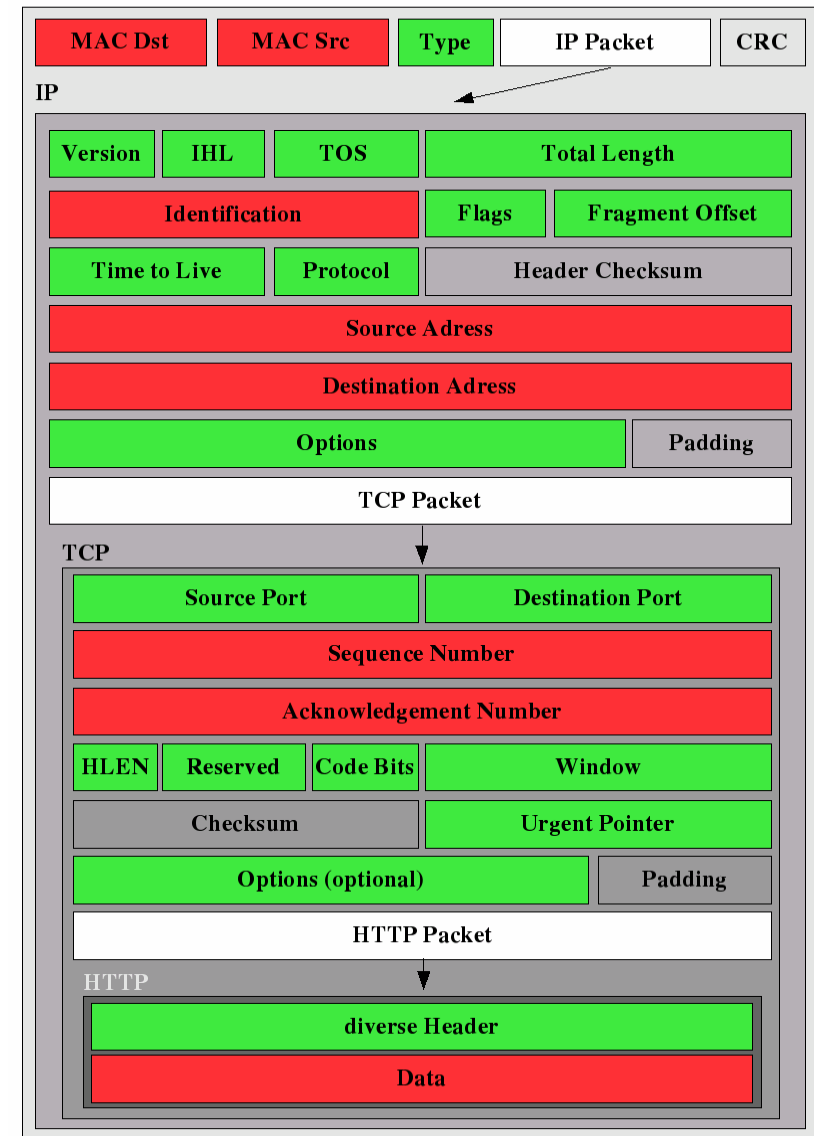 MAC Dst MAC Src Type IP Packet CRC
IP
Version IHL TOS Total Length
Identification Flags Fragment Offset
Time to Live Protocol Header Checksum
Source Adress
Destination Adress
Options Padding
TCP Packet
TCP
Source Port Destination Port
Sequence Number
Acknowledgement Number
HLEN Reserved Code Bits Window
Checksum Urgent Pointer
Options (optional) Padding
HTTP Packet
HTTP
diverse Header
Data